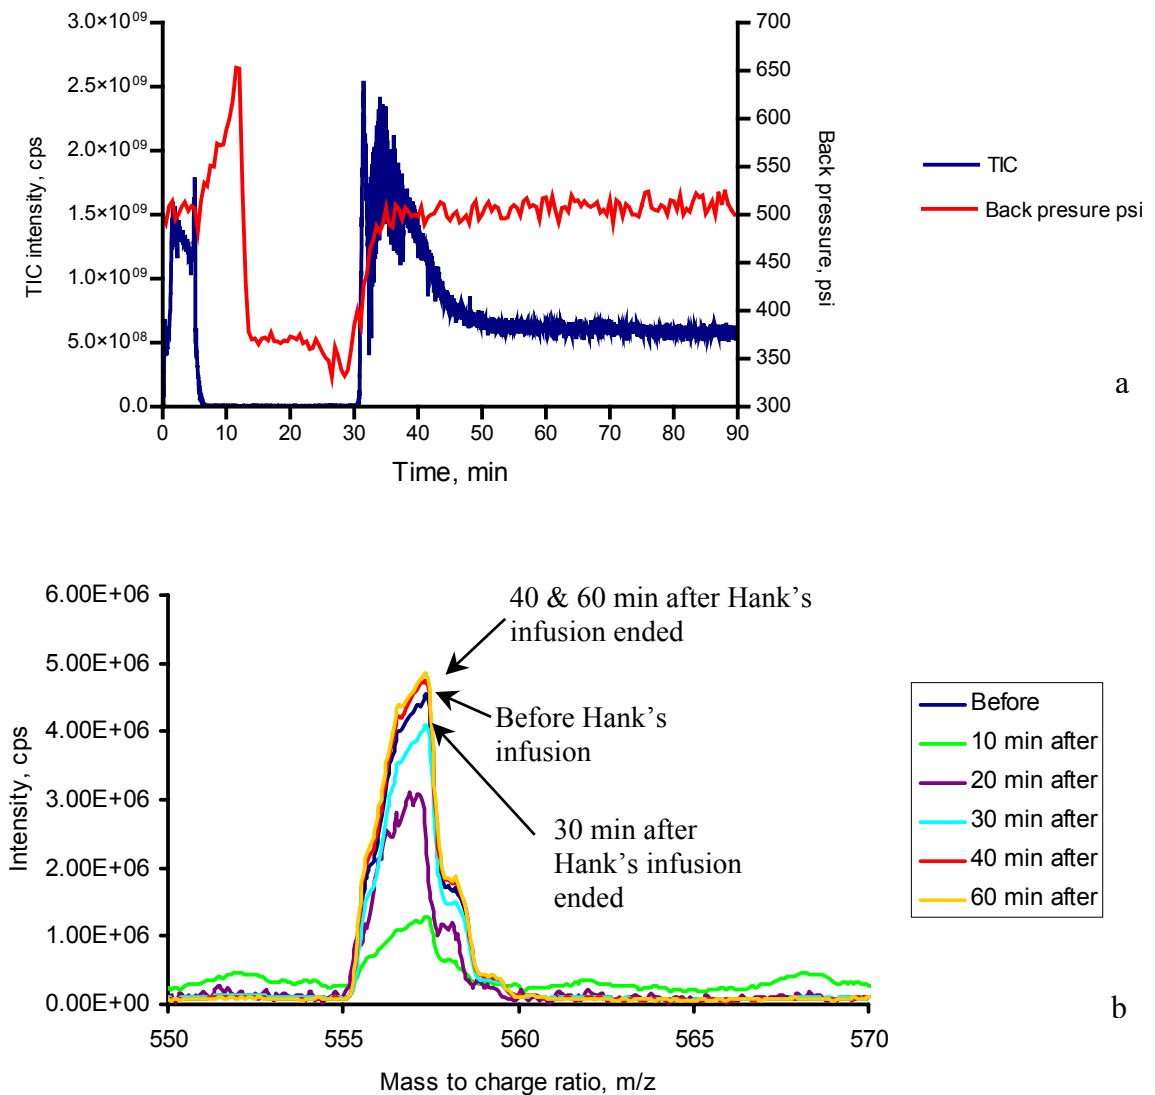 3.0×10⁰⁹
2.5×10⁰⁹
2.0×10⁰⁹
1.5×10⁰⁹
1.0×10⁰⁹
5.0×10⁰⁸
0.0
TIC intensity, cps
700
650
600
550
500
450
400
350
300
Back pressure, psi
0 10 20 30 40 50 60 70 80 90
Time, min
TIC
Back presure psi
a
6.00E+06
5.00E+06
4.00E+06
3.00E+06
2.00E+06
1.00E+06
0.00E+00
Intensity, cps
40 & 60 min after Hank's
infusion ended
Before Hank's
infusion
30 min after
Hank's infusion
ended
550 555 560 565 570
Mass to charge ratio, m/z
Before
10 min after
20 min after
30 min after
40 min after
60 min after
b